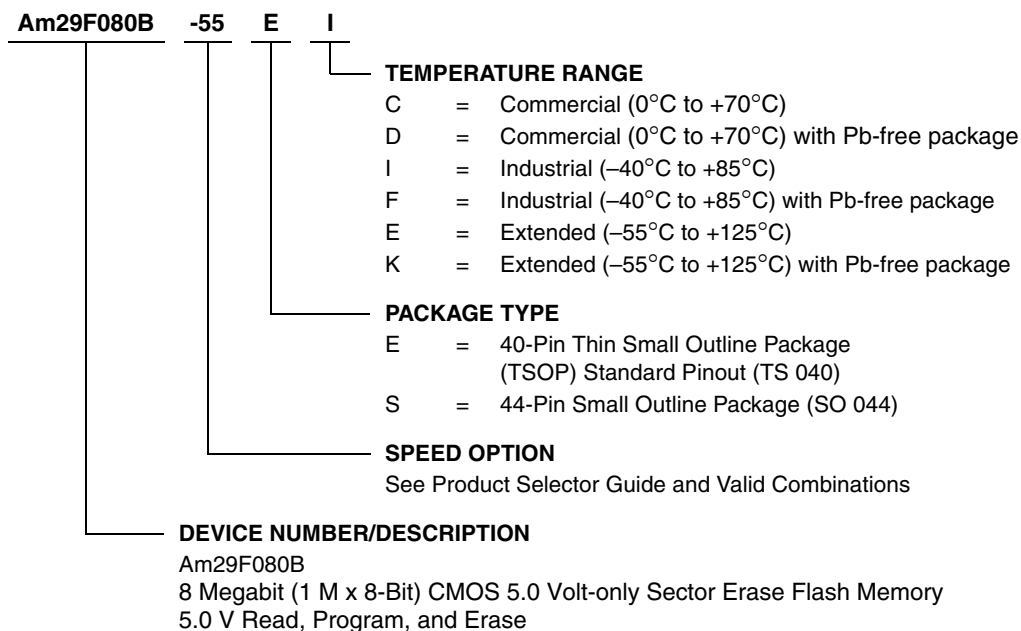 Am29F080B -55 E I
TEMPERATURE RANGE
C = Commercial (0°C to +70°C)
D = Commercial (0°C to +70°C) with Pb-free package
I = Industrial (–40°C to +85°C)
F = Industrial (–40°C to +85°C) with Pb-free package
E = Extended (–55°C to +125°C)
K = Extended (–55°C to +125°C) with Pb-free package
PACKAGE TYPE
E = 40-Pin Thin Small Outline Package
(TSOP) Standard Pinout (TS 040)
S = 44-Pin Small Outline Package (SO 044)
SPEED OPTION
See Product Selector Guide and Valid Combinations
DEVICE NUMBER/DESCRIPTION
Am29F080B
8 Megabit (1 M x 8-Bit) CMOS 5.0 Volt-only Sector Erase Flash Memory
5.0 V Read, Program, and Erase